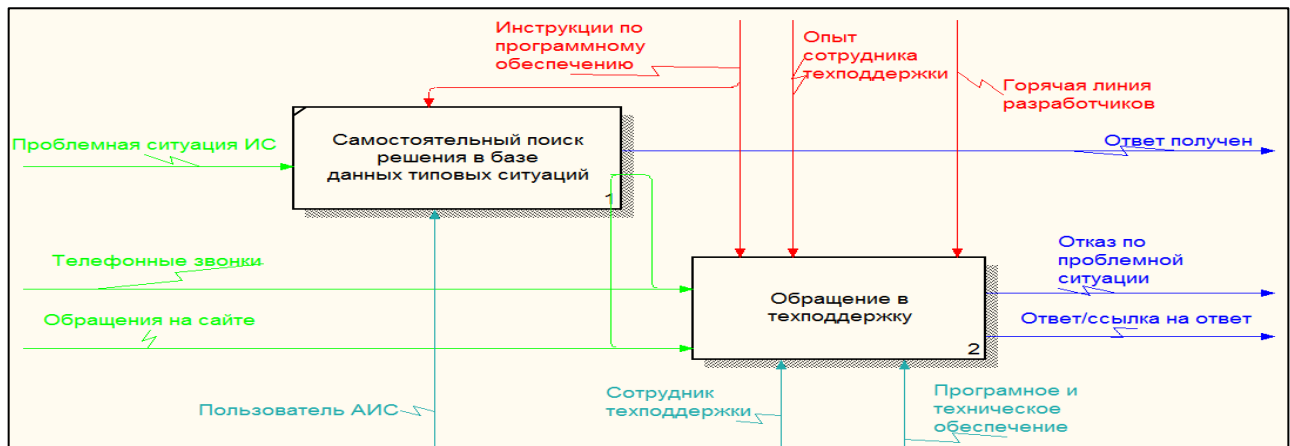 Инструкции по
программному
обеспечению
Опыт
сотрудника
техподдержки
Горячая линия
разработчиков
Проблемная ситуация ИС
Самостоятельный поиск
решения в базе
данных типовых ситуаций
1
Ответ получен
Телефонные звонки
Обращения на сайте
Обращение в
техподдержку
2
Отказ по
проблемной
ситуации
Ответ/ссылка на ответ
Пользователь АИС
Сотрудник
техподдержки
Програмное и
техническое
обеспечение